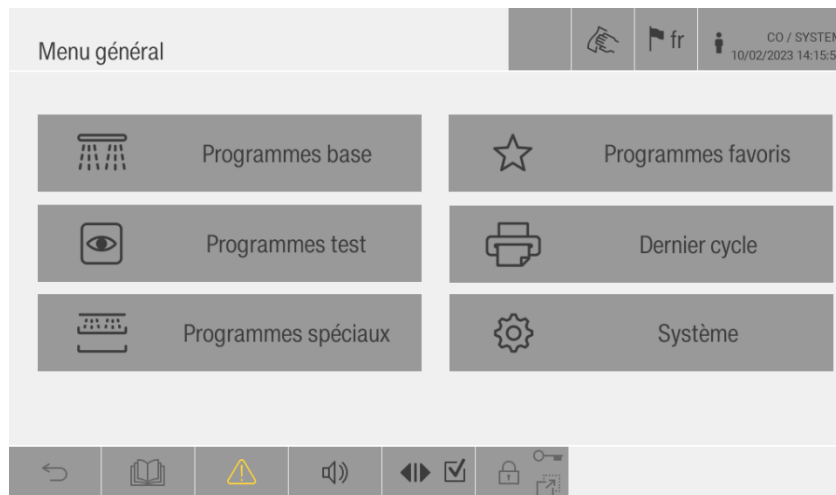 Menu général
fr
CO / SYSTEM
10/02/2023 14:15:5
Programmes base
Programmes favoris
Programmes test
Dernier cycle
Programmes spéciaux
Système